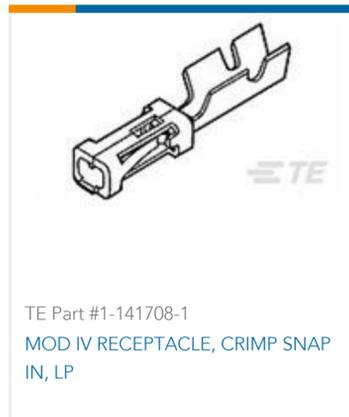 TE
TE Part #1-141708-1
MOD IV RECEPTACLE, CRIMP SNAP
IN, LP